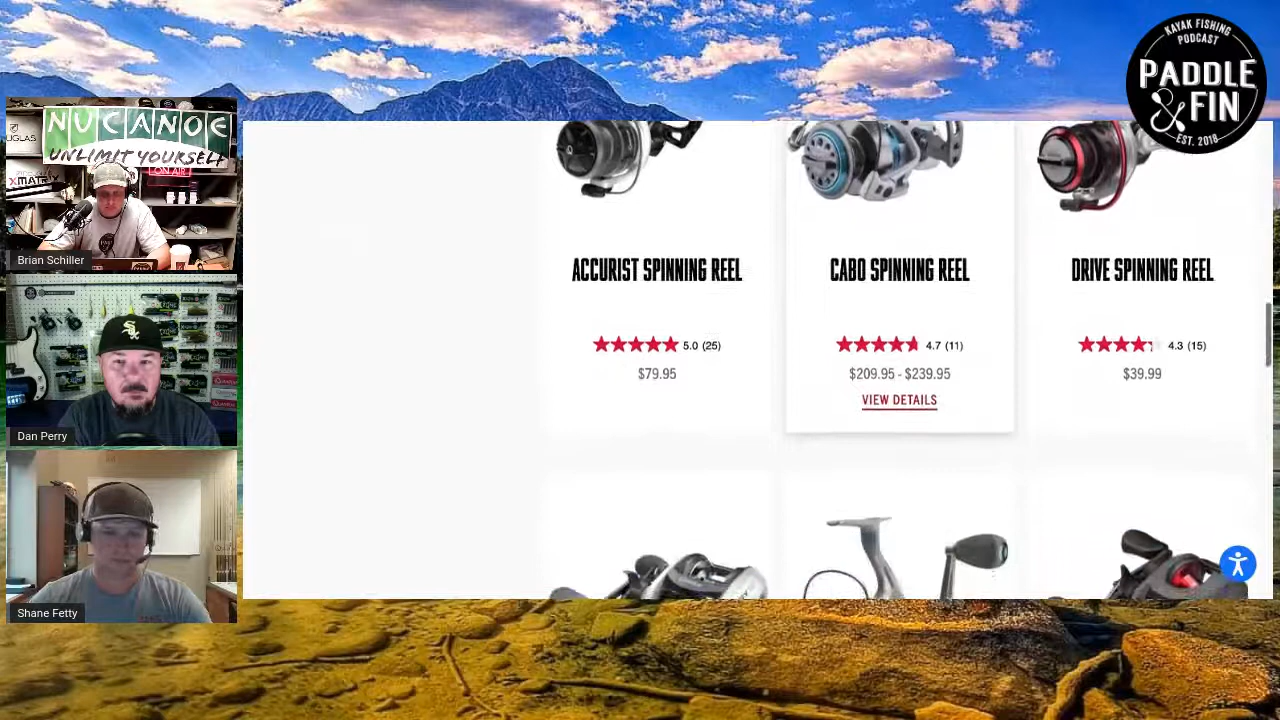 KAYAK FISHING
PODCAST
PADDLE
& FIN
EST. 2018
NUCANOE
UNLIMIT YOURSELF
UGLAS
XMATRIX
ON AIR
Brian Schiller
Dan Perry
Shane Fetty
ACCURIST SPINNING REEL
CABO SPINNING REEL
DRIVE SPINNING REEL
5.0 (25)
4.7 (11)
4.3 (15)
$79.95
$209.95 - $239.95
$39.99
VIEW DETAILS